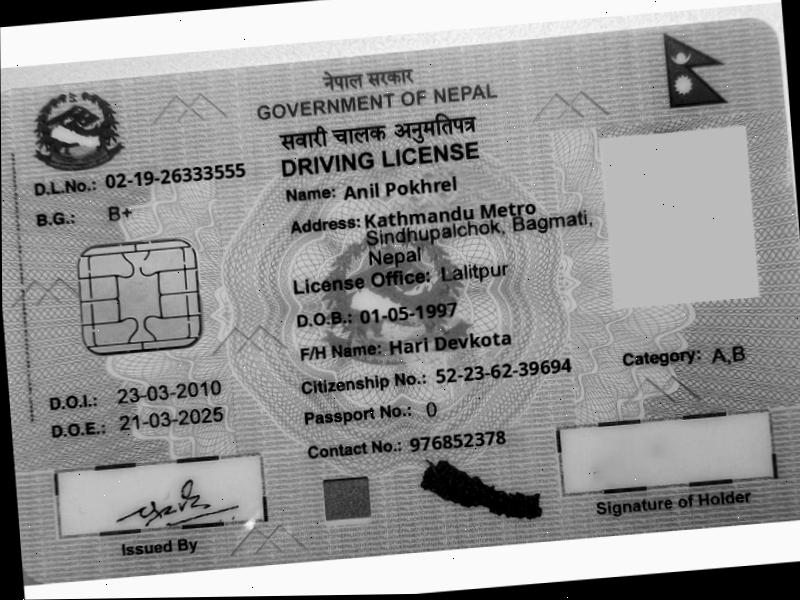 नेपाल सरकार
GOVERNMENT OF NEPAL
सवारी चालक अनुमतिपत्र
DRIVING LICENSE
D.L.No.: 02-19-26333555
B.G.: B+
Name: Anil Pokhrel
Address: Kathmandu Metro
Sindhupalchok, Bagmati,
Nepal
License Office: Lalitpur
D.O.B.: 01-05-1997
F/H Name: Hari Devkota
Citizenship No.: 52-23-62-39694
Category: A,B
D.O.I.: 23-03-2010
Passport No.: 0
D.O.E.: 21-03-2025
Contact No.: 976852378
Issued By
Signature of Holder